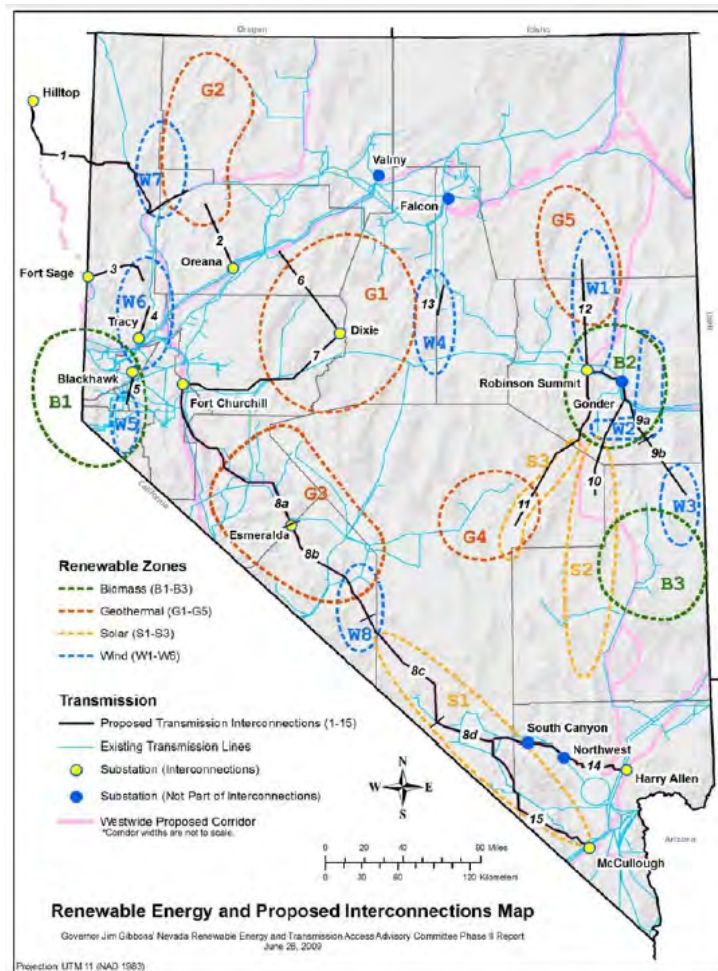 Oregon
Idaho
Hilltop
G2
1
Valmy
W7
Falcon
G5
2
Oreana
Fort Sage
3
6
W1
W6
4
G1
13
12
Utah
Tracy
Dixie
W4
7
Blackhawk
B2
B1
5
Robinson Summit
Fort Churchill
Gonder
W5
W2
9a
9b
S3
California
10
G3
8a
11
W3
Esmeralda
G4
8b
S2
B3
W8
8c
S1
South Canyon
8d
Northwest
14
Harry Allen
15
Arizona
McCullough
Renewable Zones
Biomass (B1-B3)
Geothermal (G1-G5)
Solar (S1-S3)
Wind (W1-W8)
Transmission
Proposed Transmission Interconnections (1-15)
Existing Transmission Lines
Substation (Interconnections)
Substation (Not Part of Interconnections)
Westwide Proposed Corridor
*Corridor widths are not to scale.
N
W E
S
0 20 40 80 Miles
0 30 60 120 Kilometers
Renewable Energy and Proposed Interconnections Map
Governor Jim Gibbons' Nevada Renewable Energy and Transmission Access Advisory Committee Phase II Report
June 26, 2009
Projection: UTM 11 (NAD 1983)